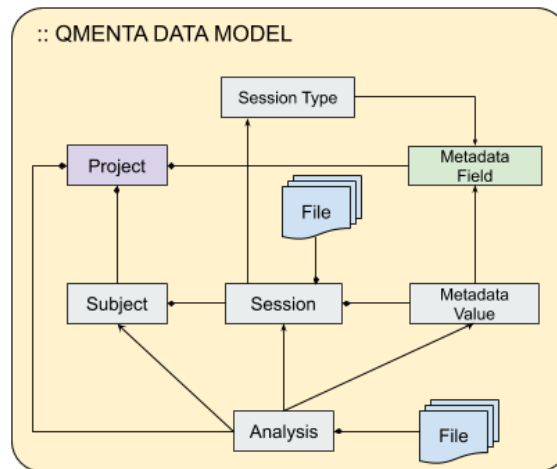 :: QMENTA DATA MODEL
Session Type
Project
Metadata
Field
File
Subject
Session
Metadata
Value
Analysis
File